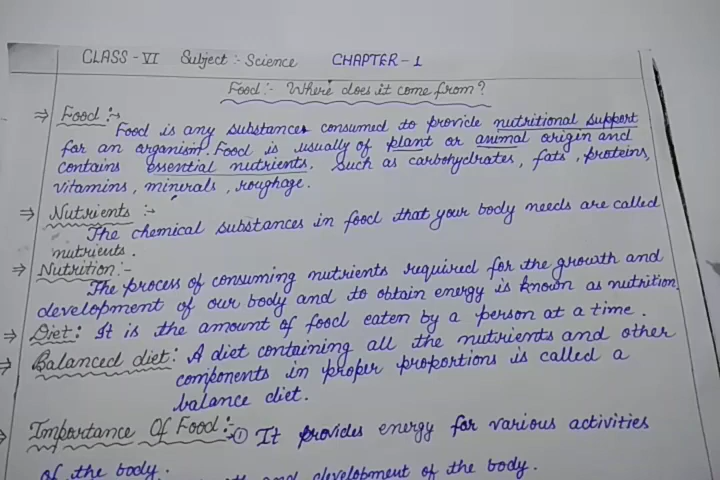 CLASS - VI Subject :- Science CHAPTER - 1
Food :- Where does it come from?
⇒ Food :-
Food is any substances consumed to provide nutritional support
for an organism. Food is usually of plant or animal origin and
contains essential nutrients. Such as carbohydrates, fats, proteins,
vitamins, minerals, roughage.
⇒ Nutrients :-
The chemical substances in food that your body needs are called
nutrients.
⇒ Nutrition :-
The process of consuming nutrients required for the growth and
development of our body and to obtain energy is known as nutrition.
⇒ Diet : It is the amount of food eaten by a person at a time.
⇒ Balanced diet : A diet containing all the nutrients and other
components in proper proportions is called a
balance diet.
⇒ Importance Of Food :- ① It provides energy for various activities
of the body.
and development of the body.